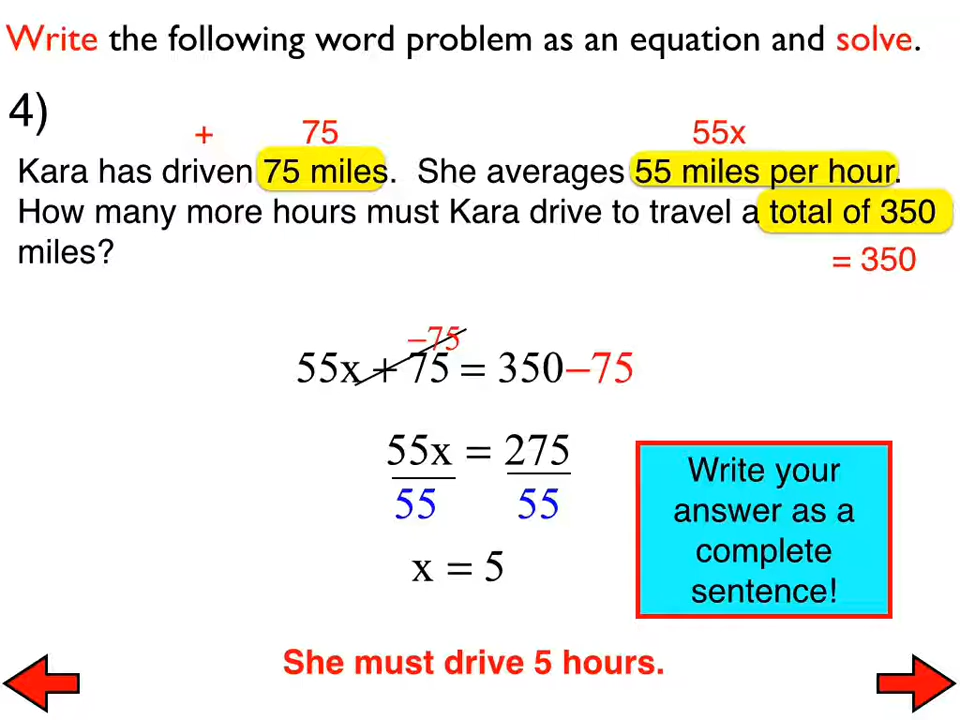 Write the following word problem as an equation and solve.
4)
+ 75 55x
Kara has driven 75 miles. She averages 55 miles per hour.
How many more hours must Kara drive to travel a total of 350
miles?
= 350
−75
55x + 75 = 350−75
55x = 275
55 55
x = 5
Write your
answer as a
complete
sentence!
She must drive 5 hours.